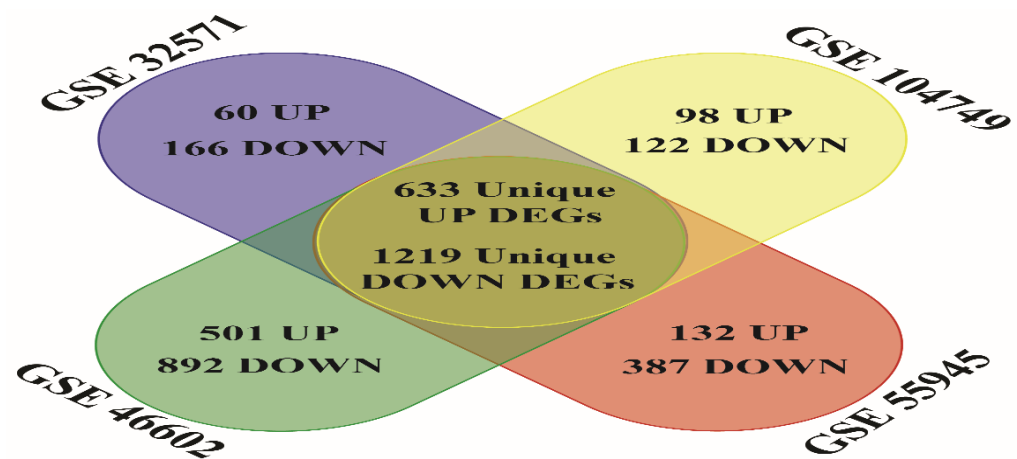 GSE 32571
GSE 104749
60 UP
166 DOWN
98 UP
122 DOWN
633 Unique
UP DEGs
1219 Unique
DOWN DEGs
501 UP
892 DOWN
132 UP
387 DOWN
GSE 46602
GSE 55945